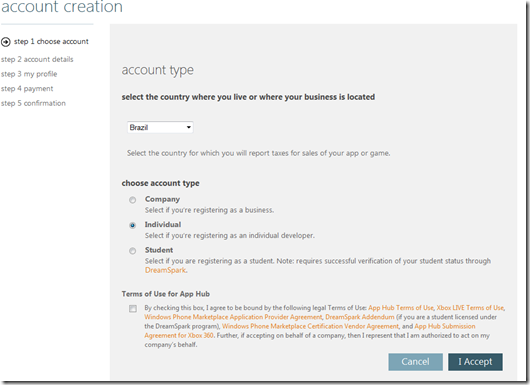 account creation
step 1 choose account
step 2 account details
step 3 my profile
step 4 payment
step 5 confirmation
account type
select the country where you live or where your business is located
Brazil
Select the country for which you will report taxes for sales of your app or game.
choose account type
Company
Select if you're registering as a business.
Individual
Select if you're registering as an individual developer.
Student
Select if you are registering as a student. Note: requires successful verification of your student status through
DreamSpark.
Terms of Use for App Hub
By checking this box, I agree to be bound by the following legal Terms of Use: App Hub Terms of Use, Xbox LIVE Terms of Use,
Windows Phone Marketplace Application Provider Agreement, DreamSpark Addendum (if you are a student licensed under
the DreamSpark program), Windows Phone Marketplace Certification Vendor Agreement, and App Hub Submission
Agreement for Xbox 360. Further, if accepting on behalf of a company, then I represent that I am authorized to act on my
company's behalf.
Cancel
I Accept